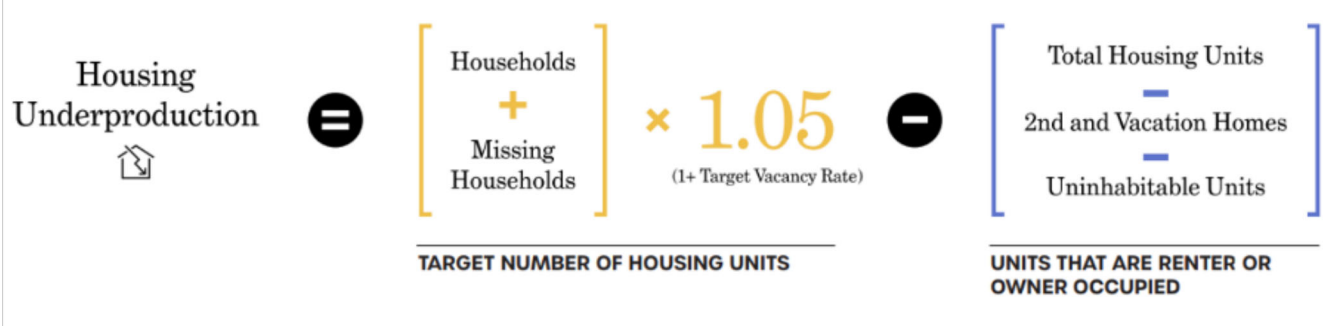 Housing
Underproduction
=
Households
+
Missing
Households
× 1.05
(1+ Target Vacancy Rate)
TARGET NUMBER OF HOUSING UNITS
−
Total Housing Units
−
2nd and Vacation Homes
−
Uninhabitable Units
UNITS THAT ARE RENTER OR
OWNER OCCUPIED